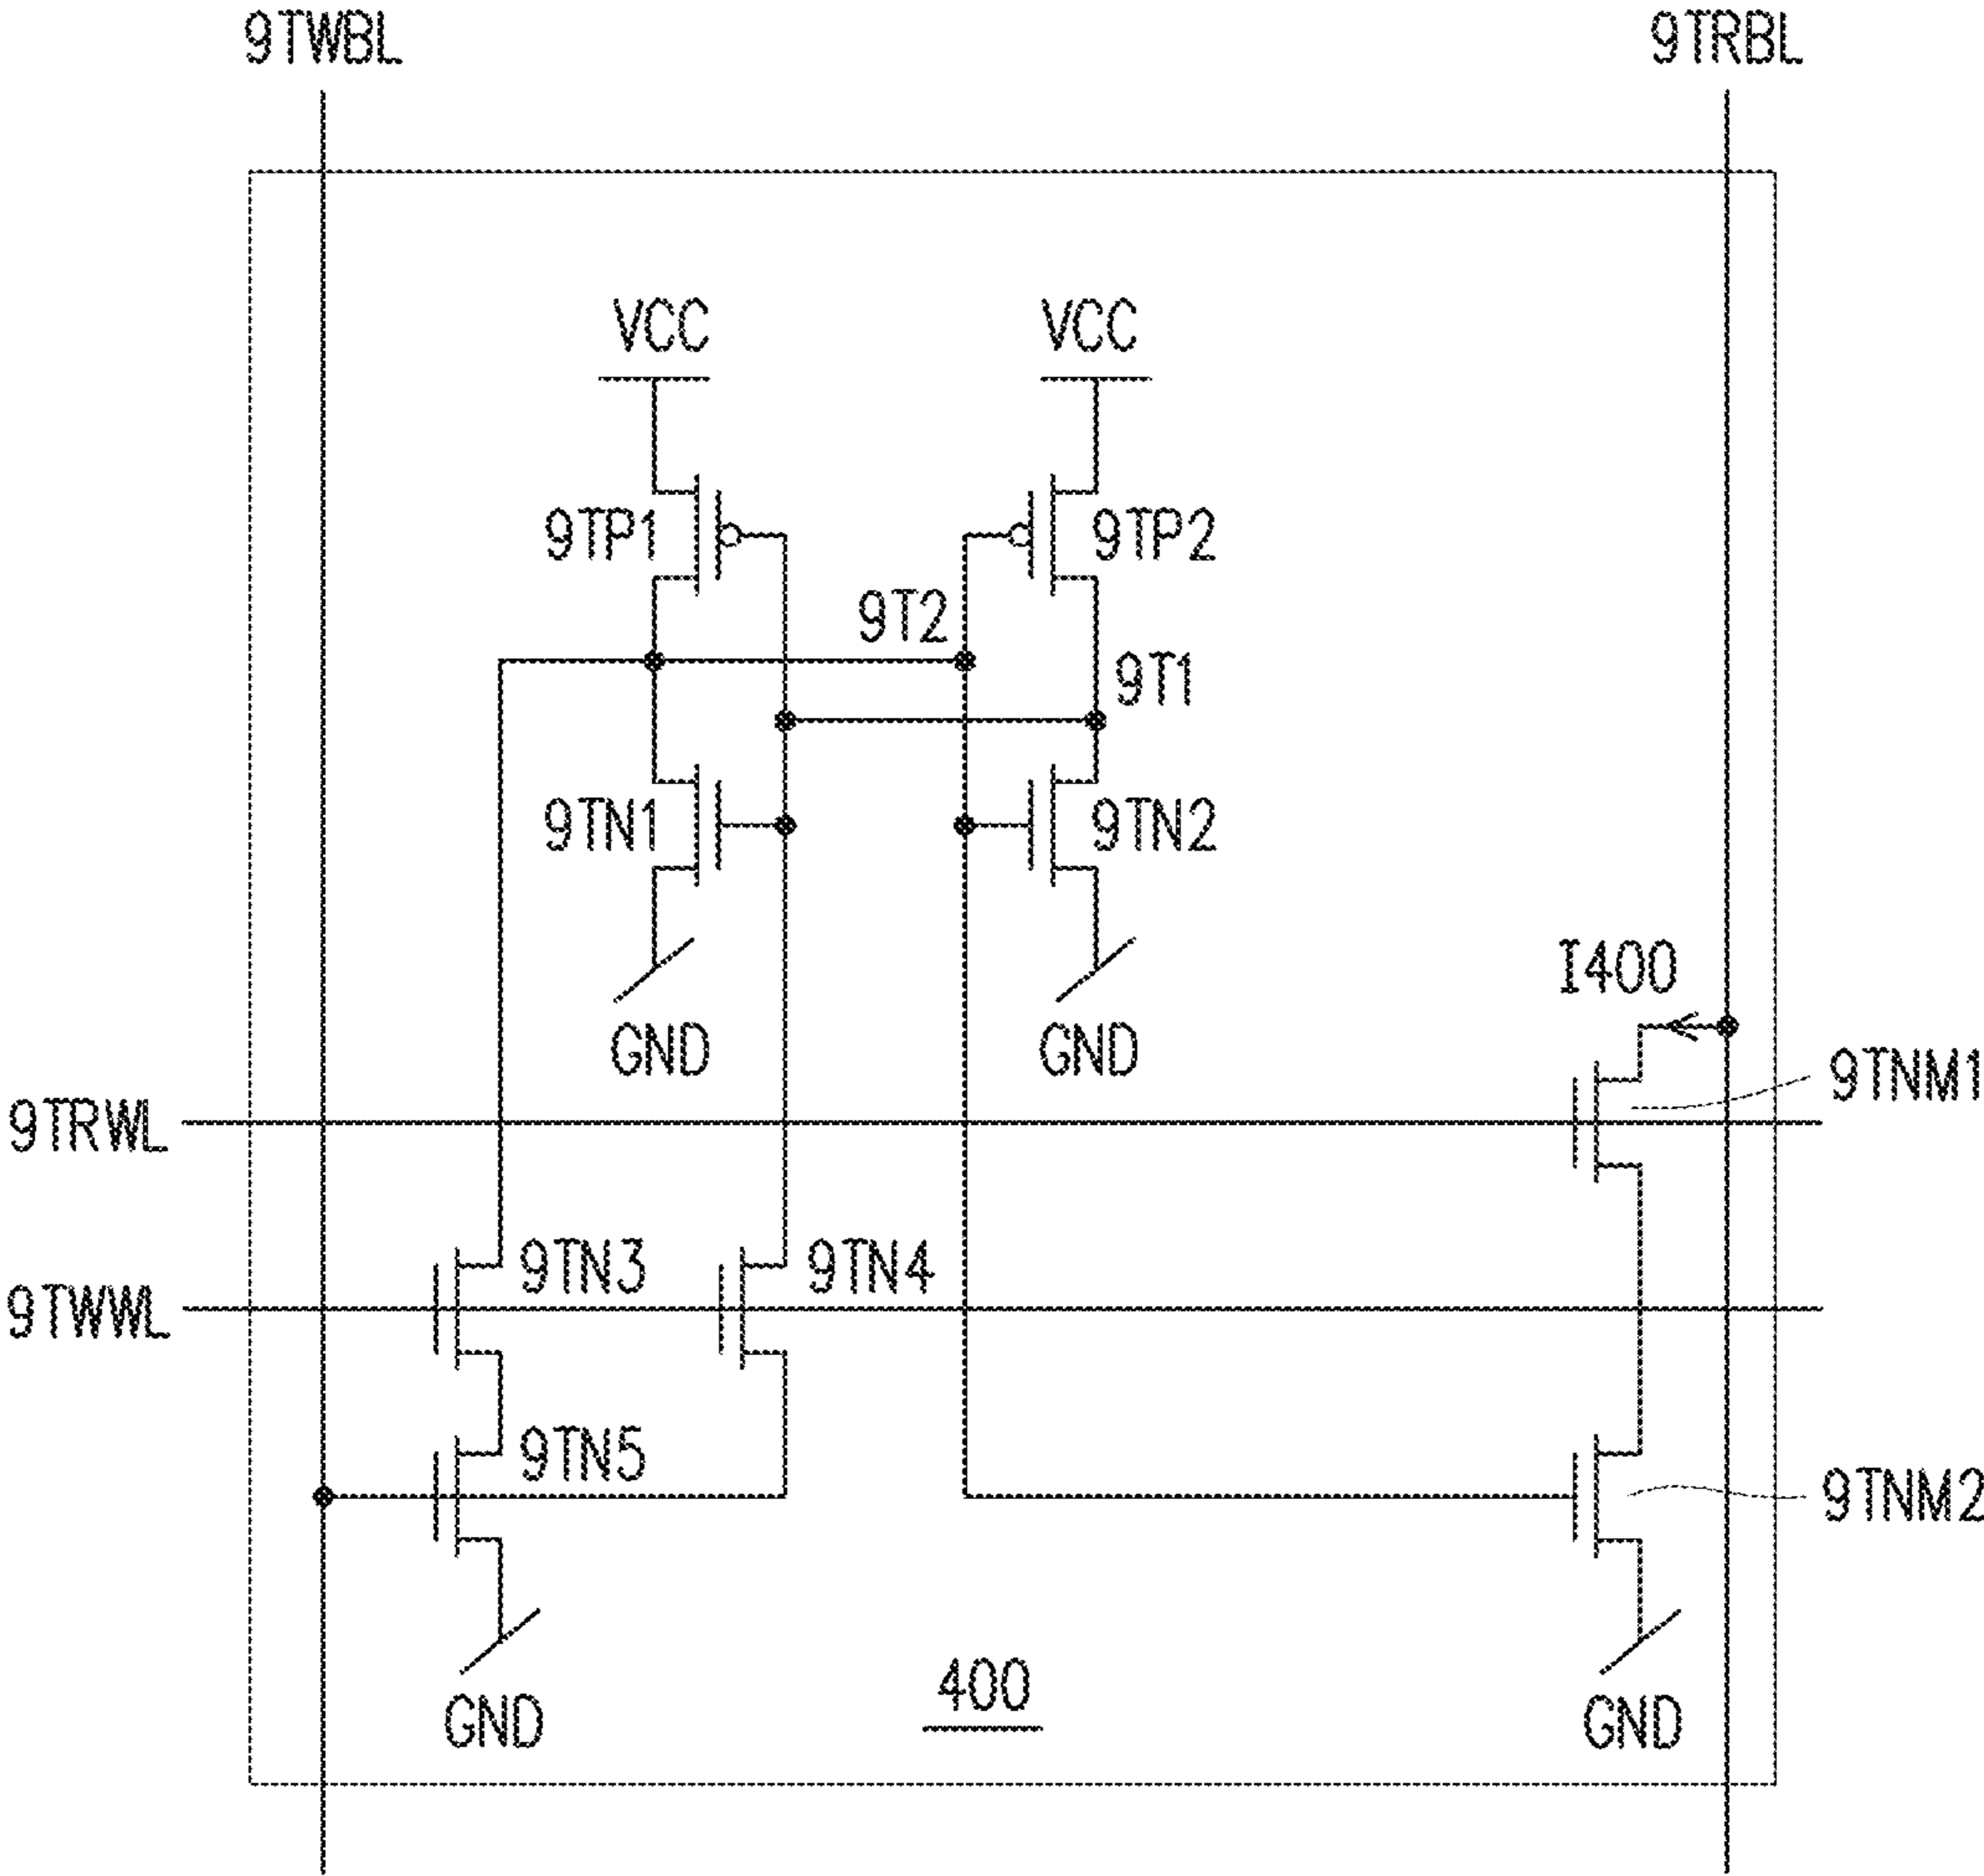 9TWBL
9TRBL
VCC
VCC
9TP1
9TP2
9T2
9T1
9TN1
9TN2
I400
GND
GND
9TNM1
9TRWL
9TN3
9TN4
9TWWL
9TN5
9TNM2
400
GND
GND